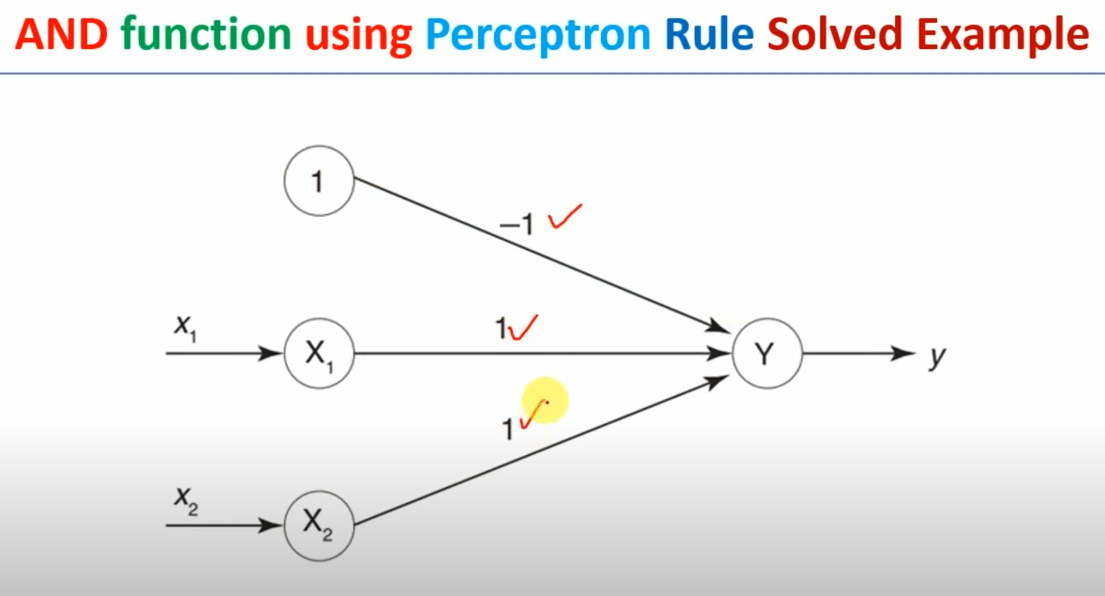 AND function using Perceptron Rule Solved Example
1
–1
x₁
1
X₁
Y
y
1
x₂
X₂